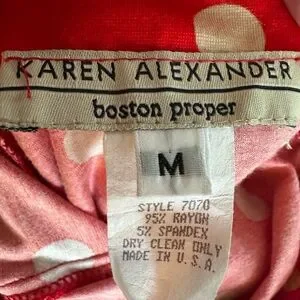 KAREN ALEXANDER
boston proper
M
STYLE 7070
95% RAYON
5% SPANDEX
DRY CLEAN ONLY
MADE IN U.S.A.